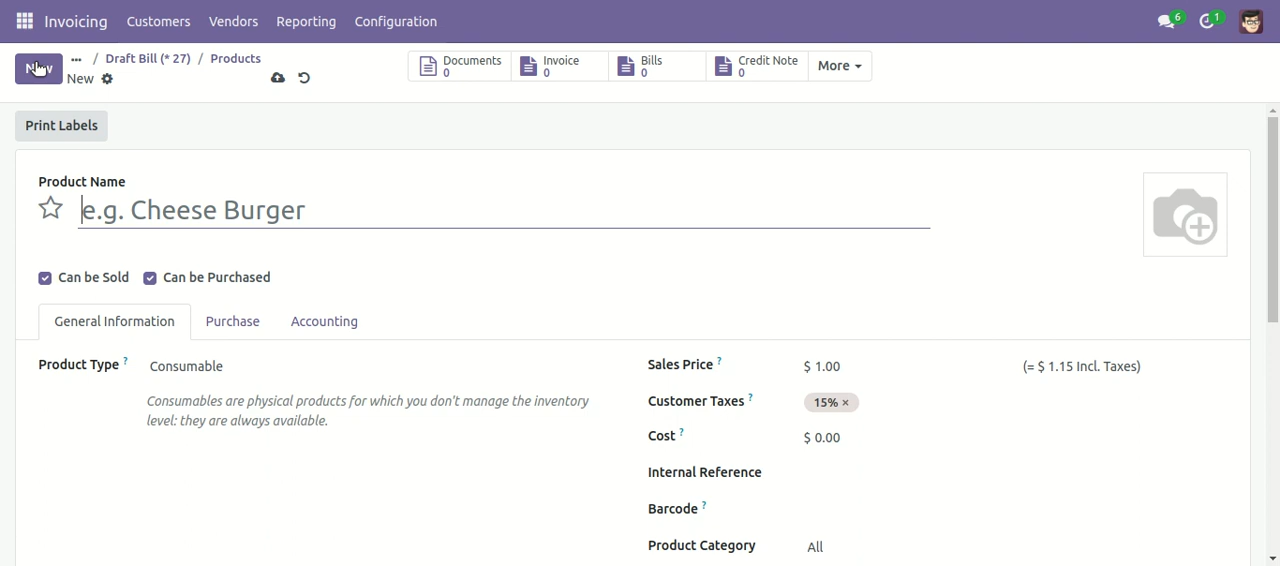 Invoicing Customers Vendors Reporting Configuration 6 1
... / Draft Bill (* 27) / Products
New
Documents 0 Invoice 0 Bills 0 Credit Note 0 More
Print Labels
Product Name
e.g. Cheese Burger
Can be Sold Can be Purchased
General Information Purchase Accounting
Product Type ? Consumable
Consumables are physical products for which you don't manage the inventory
level: they are always available.
Sales Price ? $ 1.00 (= $ 1.15 Incl. Taxes)
Customer Taxes ? 15% ×
Cost ? $ 0.00
Internal Reference
Barcode ?
Product Category All